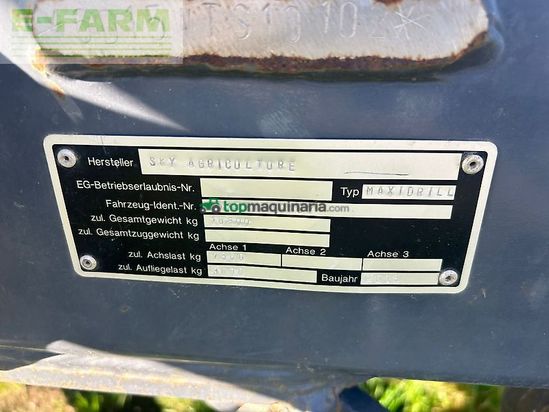 E-FARM
Hersteller SKY AGRICULTURE
EG-Betriebserlaubnis-Nr.
Typ MAXIDRILL
Fahrzeug-Ident.-Nr.
topmaquinaria.com
zul. Gesamtgewicht kg
zul. Gesamtzuggewicht kg
Achse 1 Achse 2 Achse 3
zul. Achslast kg
zul. Aufliegelast kg
Baujahr